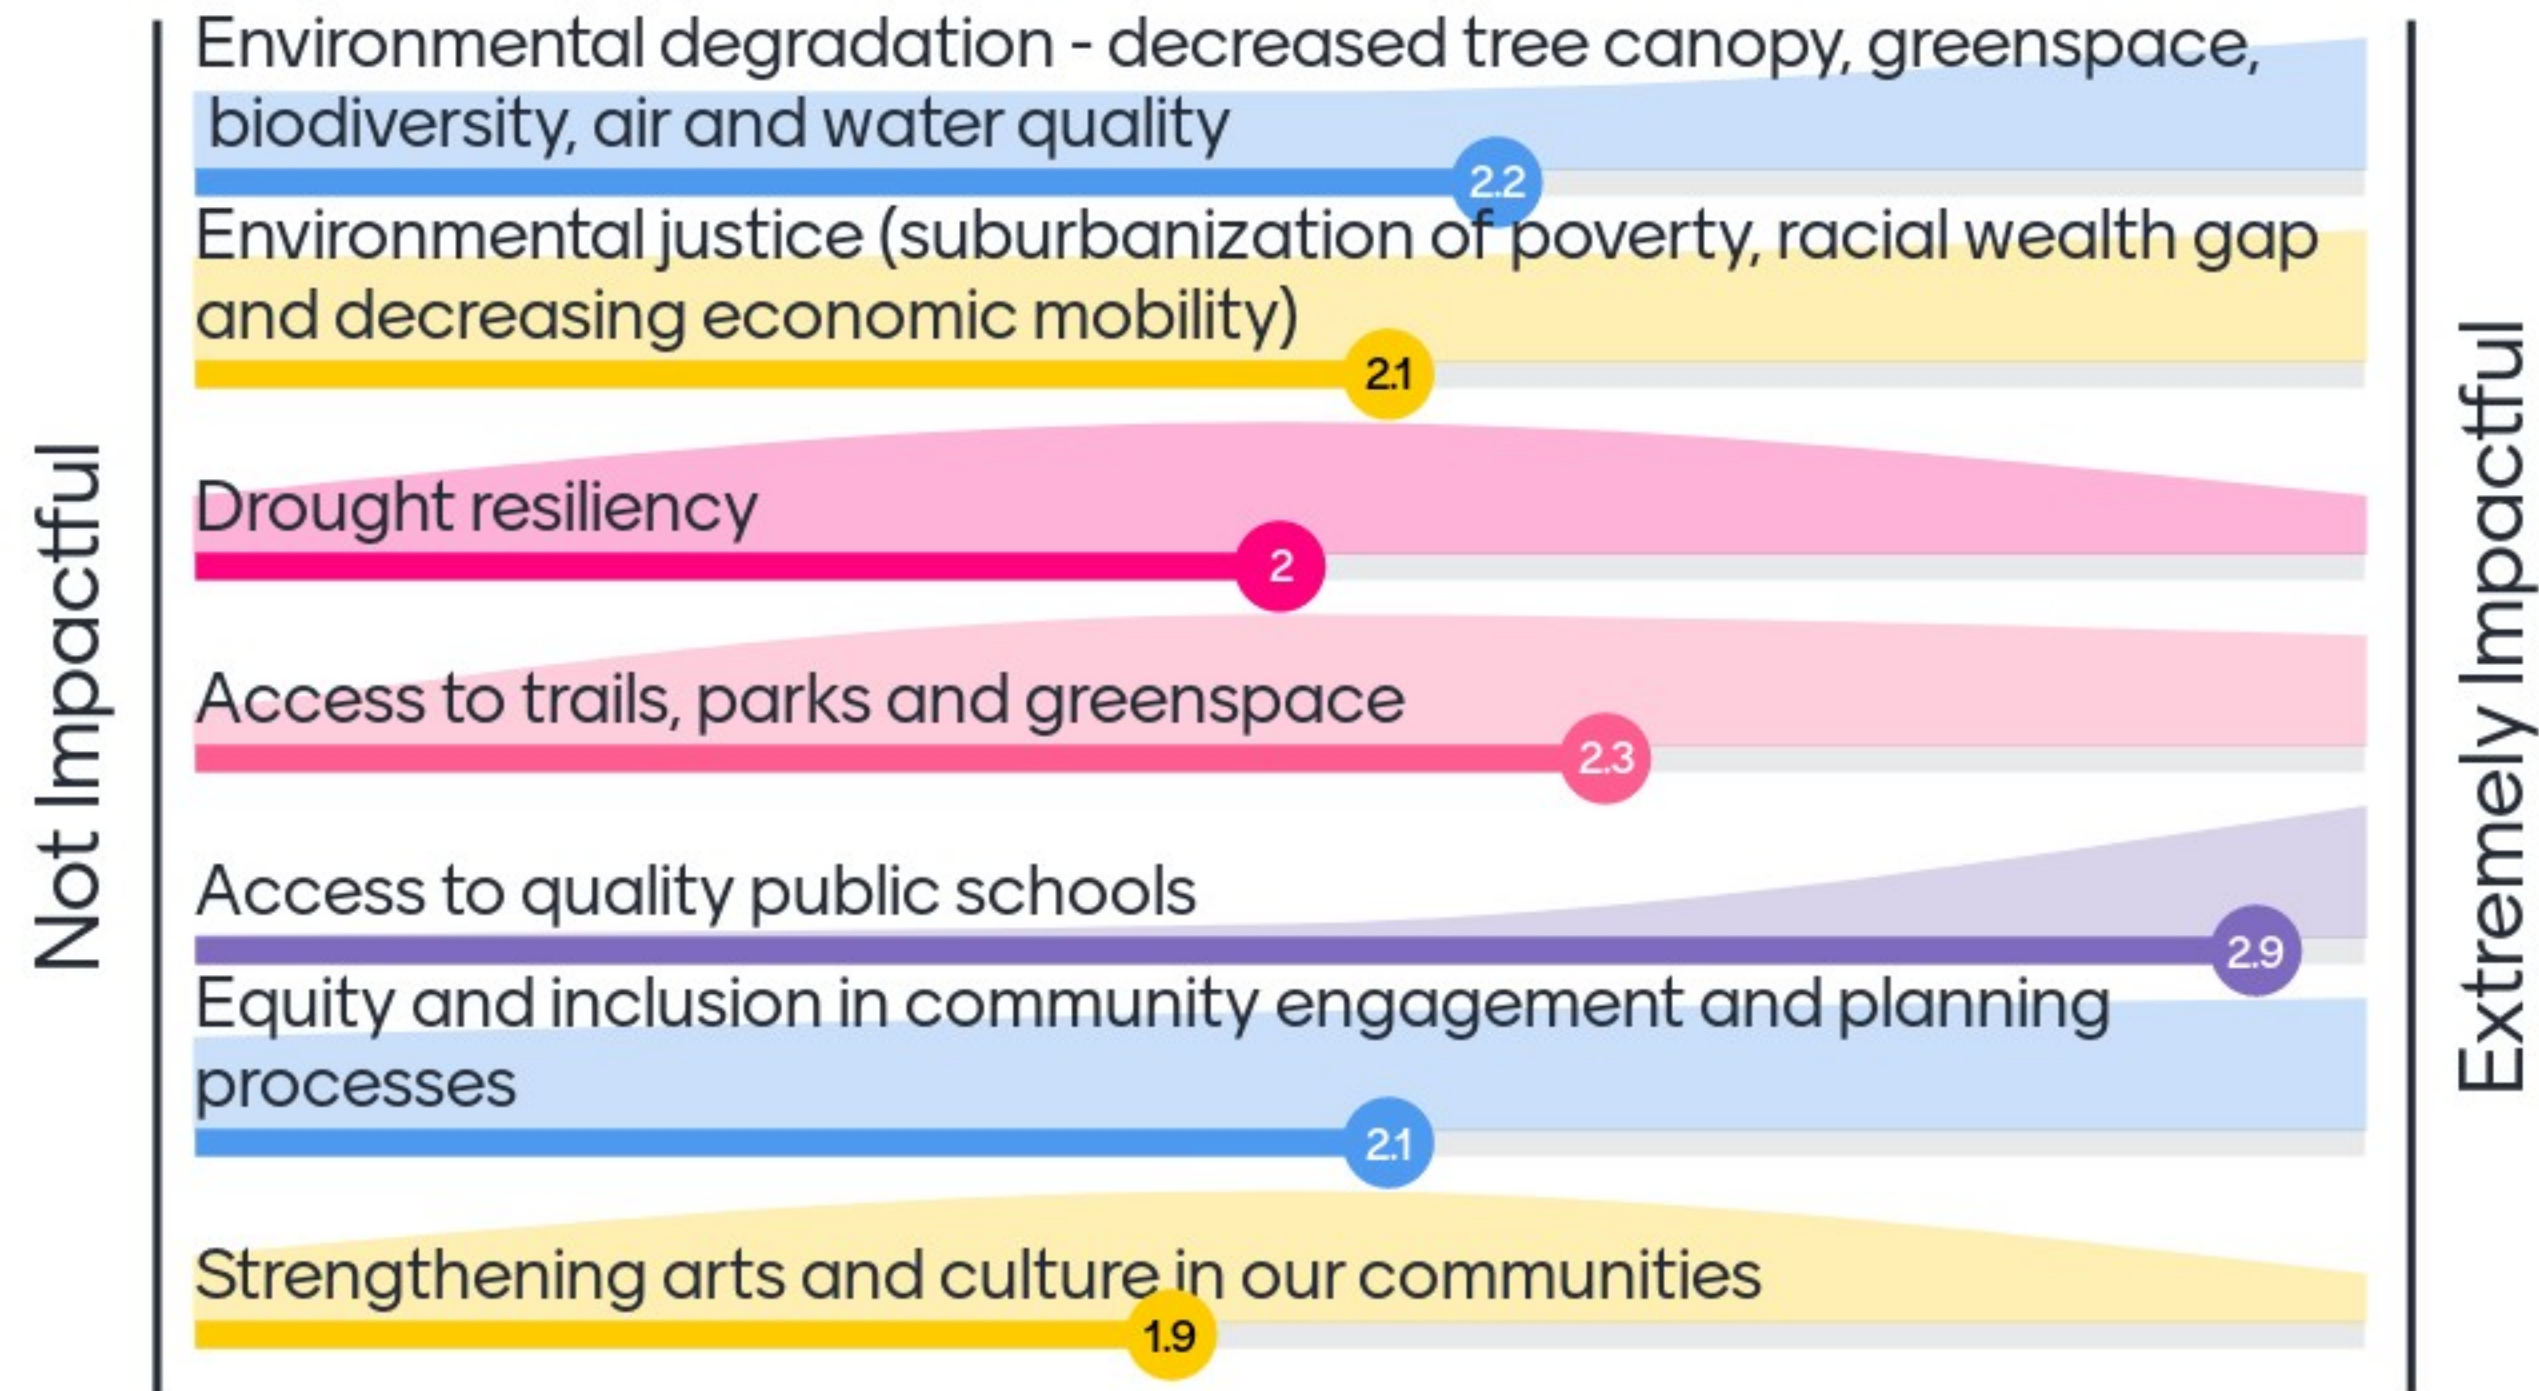 Environmental degradation - decreased tree canopy, greenspace,
biodiversity, air and water quality
2.2
Environmental justice (suburbanization of poverty, racial wealth gap
and decreasing economic mobility)
2.1
Drought resiliency
2
Access to trails, parks and greenspace
2.3
Access to quality public schools
2.9
Equity and inclusion in community engagement and planning
processes
2.1
Strengthening arts and culture in our communities
1.9
Not Impactful
Extremely Impactful